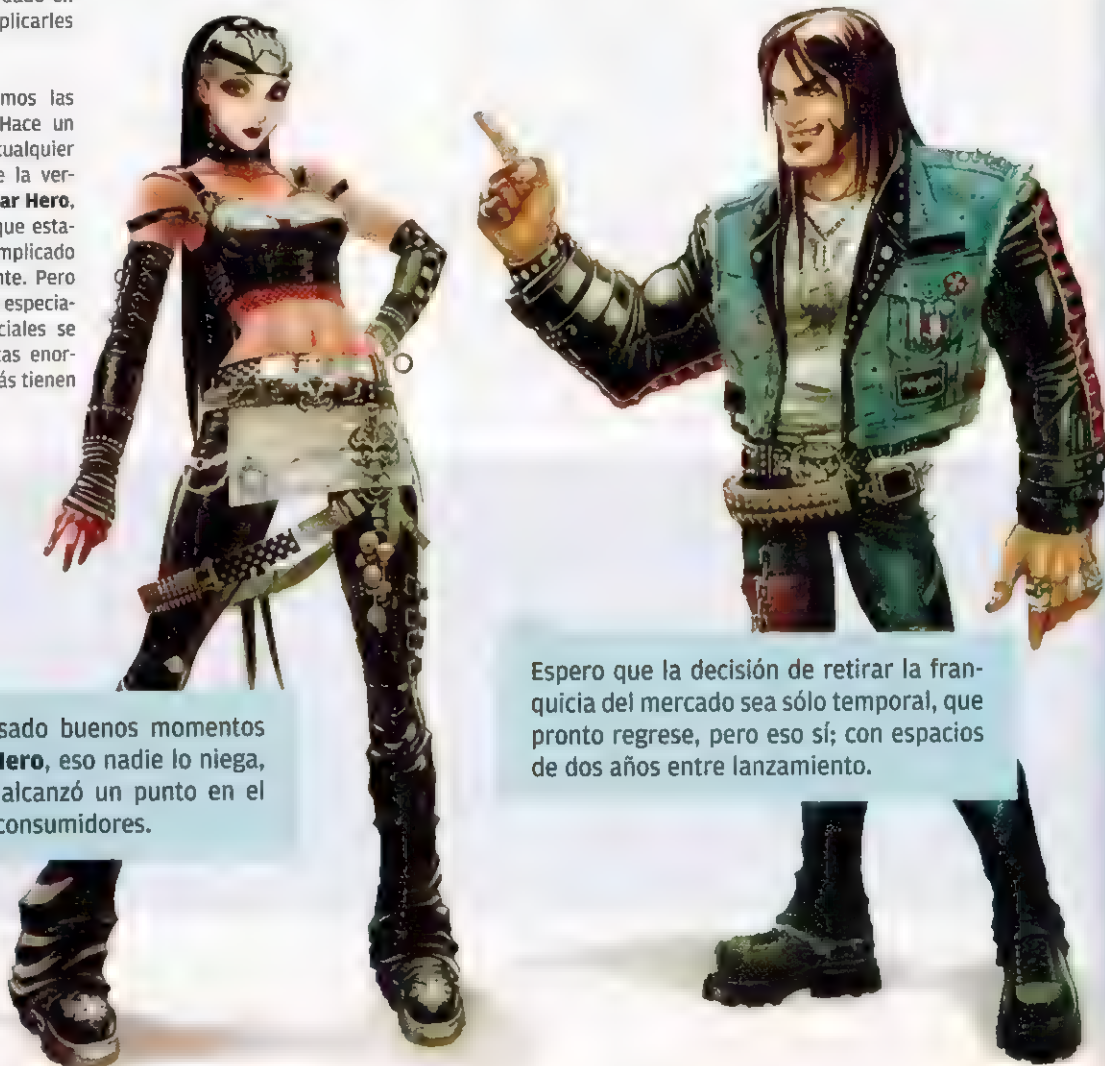 plicarles
mos las
Hace un
cualquier
e la ver-
ar Hero,
que esta-
mplicado
nte. Pero
especia-
ciales se
tas enor-
ás tienen
sado buenos momentos
Hero, eso nadie lo niega,
alcanzó un punto en el
consumidores.
Espero que la decisión de retirar la fran-
quicia del mercado sea sólo temporal, que
pronto regrese, pero eso sí; con espacios
de dos años entre lanzamiento.